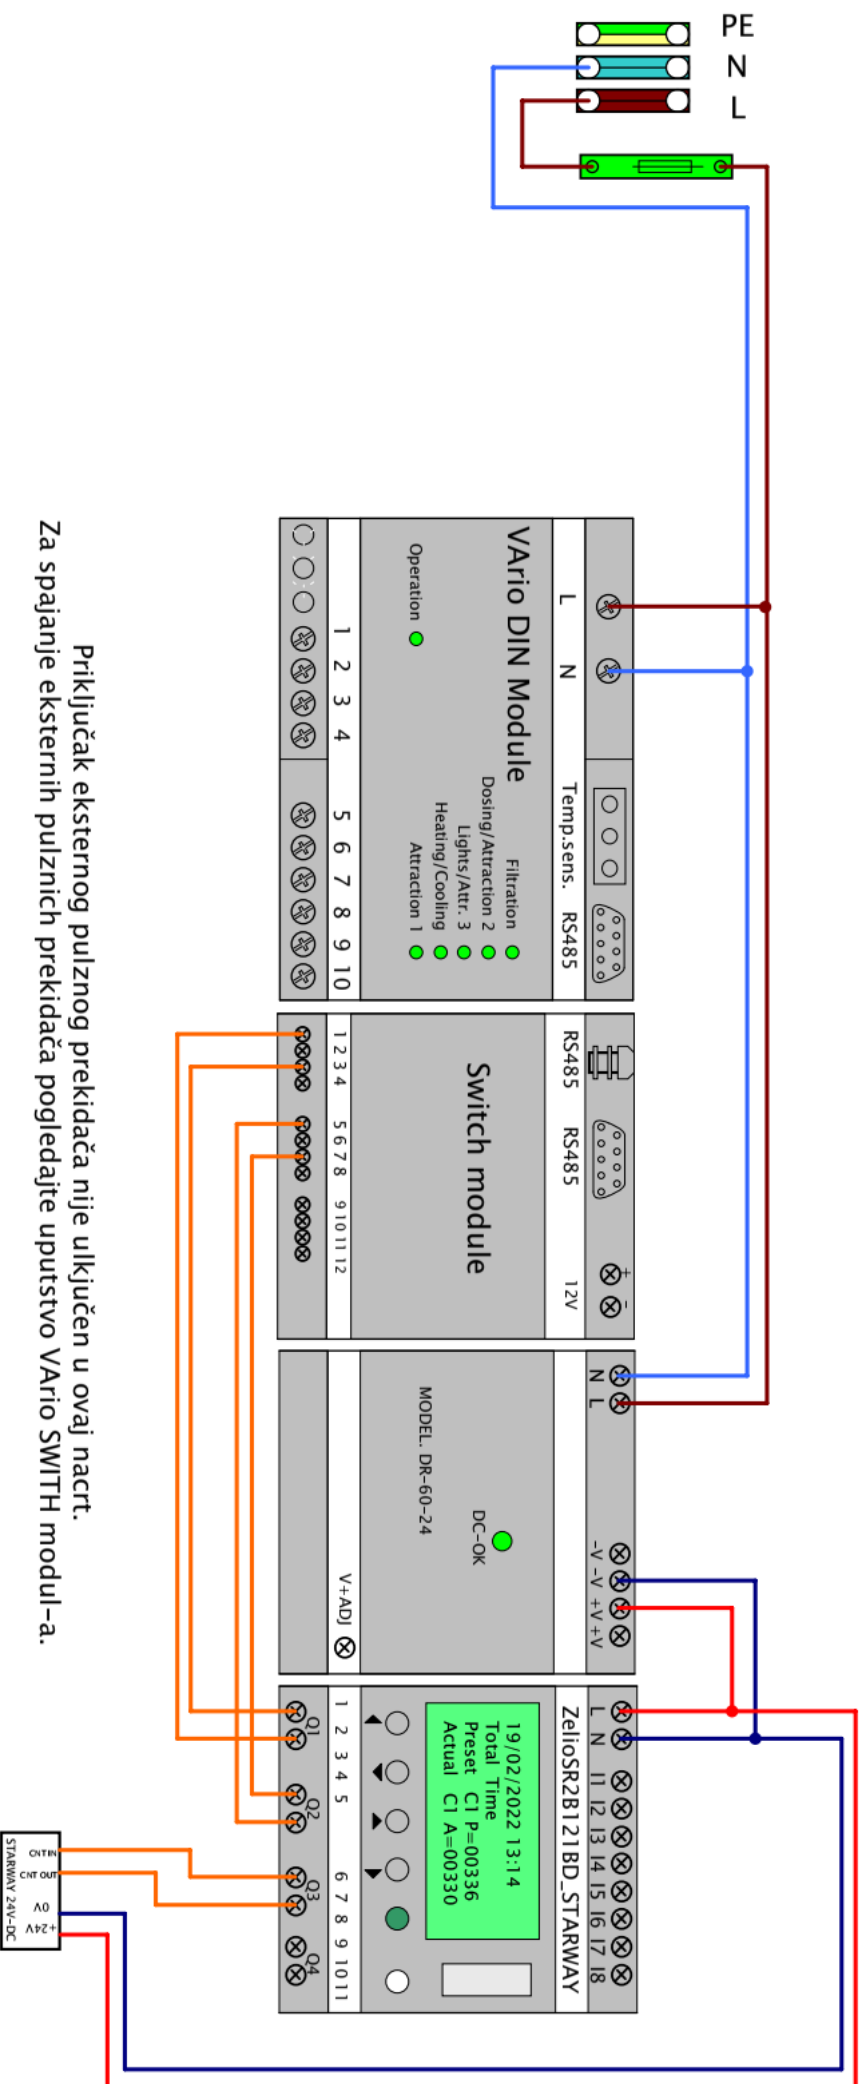 PE
N
L
VArio DIN Module
L
N
Temp.sens.
RS485
Operation
Filtration
Dosing/Attraction 2
Lights/Attr. 3
Heating/Cooling
Attraction 1
1 2 3 4 5 6 7 8 9 10
Switch module
RS485
RS485
12V
+ -
1 2 3 4 5 6 7 8 9 10 11 12
N L
-V -V +V +V
DC-OK
MODEL. DR-60-24
V+ADJ
ZelioSR2B121BD_STARWAY
L N I1 I2 I3 I4 I5 I6 I7 I8
19/02/2022 13:14
Total Time
Preset C1 P=00336
Actual C1 A=00330
1 2 3 4 5 6 7 8 9 10 11
Q1 Q2 Q3 Q4
CNT IN
CNT OUT
0V
+24V
STARWAY 24V-DC
Priključak eksternog pulznog prekidača nije ulkjučen u ovaj nacrt.
Za spajanje eksternih pulznich prekidača pogledajte uputstvo VArio SWITH modul-a.